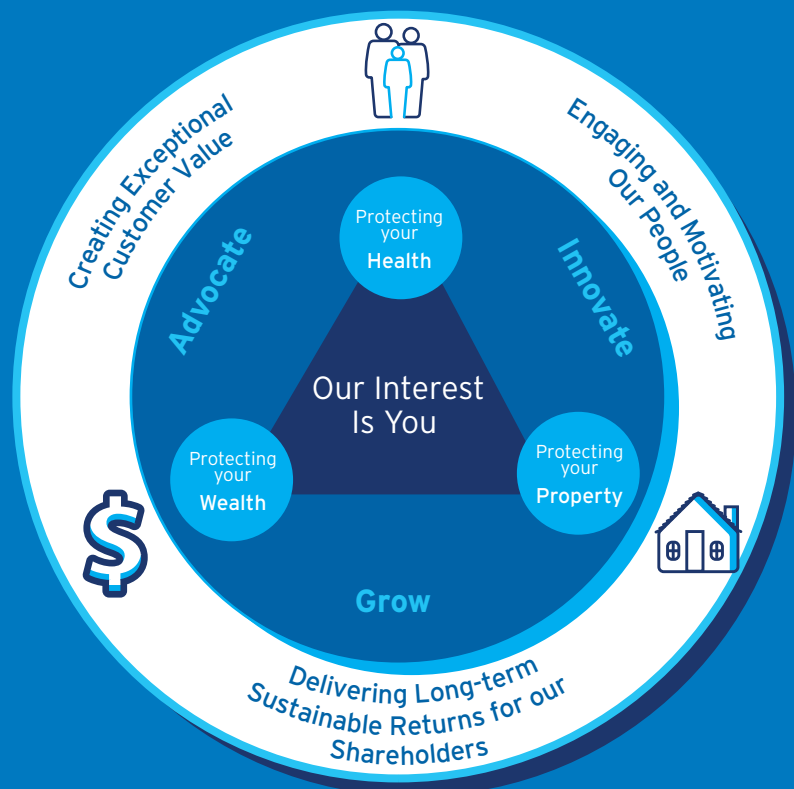 Creating Exceptional
Customer Value
Engaging and Motivating
Our People
Advocate
Innovate
Protecting
your
Health
Our Interest
Is You
Protecting
your
Wealth
Protecting
your
Property
Grow
Delivering Long-term
Sustainable Returns for our
Shareholders